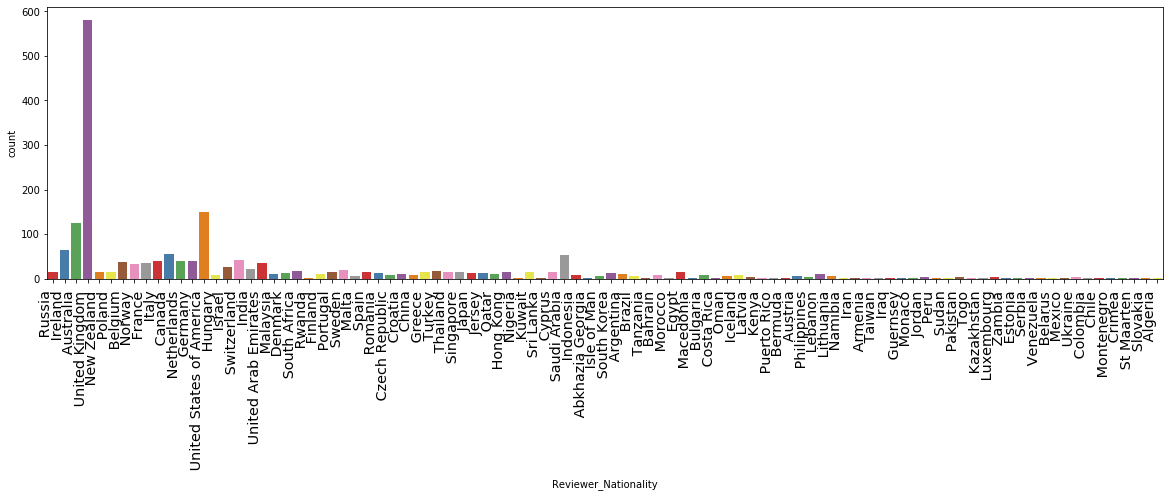 600
500
400
300
200
100
0
count
Russia
Ireland
Australia
United Kingdom
New Zealand
Poland
Belgium
Norway
France
Italy
Canada
Netherlands
Germany
United States of America
Hungary
Israel
Switzerland
India
United Arab Emirates
Malaysia
Denmark
South Africa
Rwanda
Finland
Portugal
Sweden
Malta
Spain
Romania
Czech Republic
Croatia
China
Greece
Turkey
Thailand
Singapore
Japan
Jersey
Qatar
Hong Kong
Nigeria
Kuwait
Sri Lanka
Cyprus
Saudi Arabia
Indonesia
Abkhazia Georgia
Isle of Man
South Korea
Argentina
Brazil
Tanzania
Bahrain
Morocco
Egypt
Macedonia
Bulgaria
Costa Rica
Oman
Iceland
Latvia
Kenya
Puerto Rico
Bermuda
Austria
Philippines
Lebanon
Lithuania
Namibia
Iran
Armenia
Taiwan
Iraq
Guernsey
Monaco
Jordan
Peru
Sudan
Pakistan
Togo
Kazakhstan
Luxembourg
Zambia
Estonia
Serbia
Venezuela
Belarus
Mexico
Ukraine
Colombia
Chile
Montenegro
Crimea
St Maarten
Slovakia
Algeria
Reviewer_Nationality